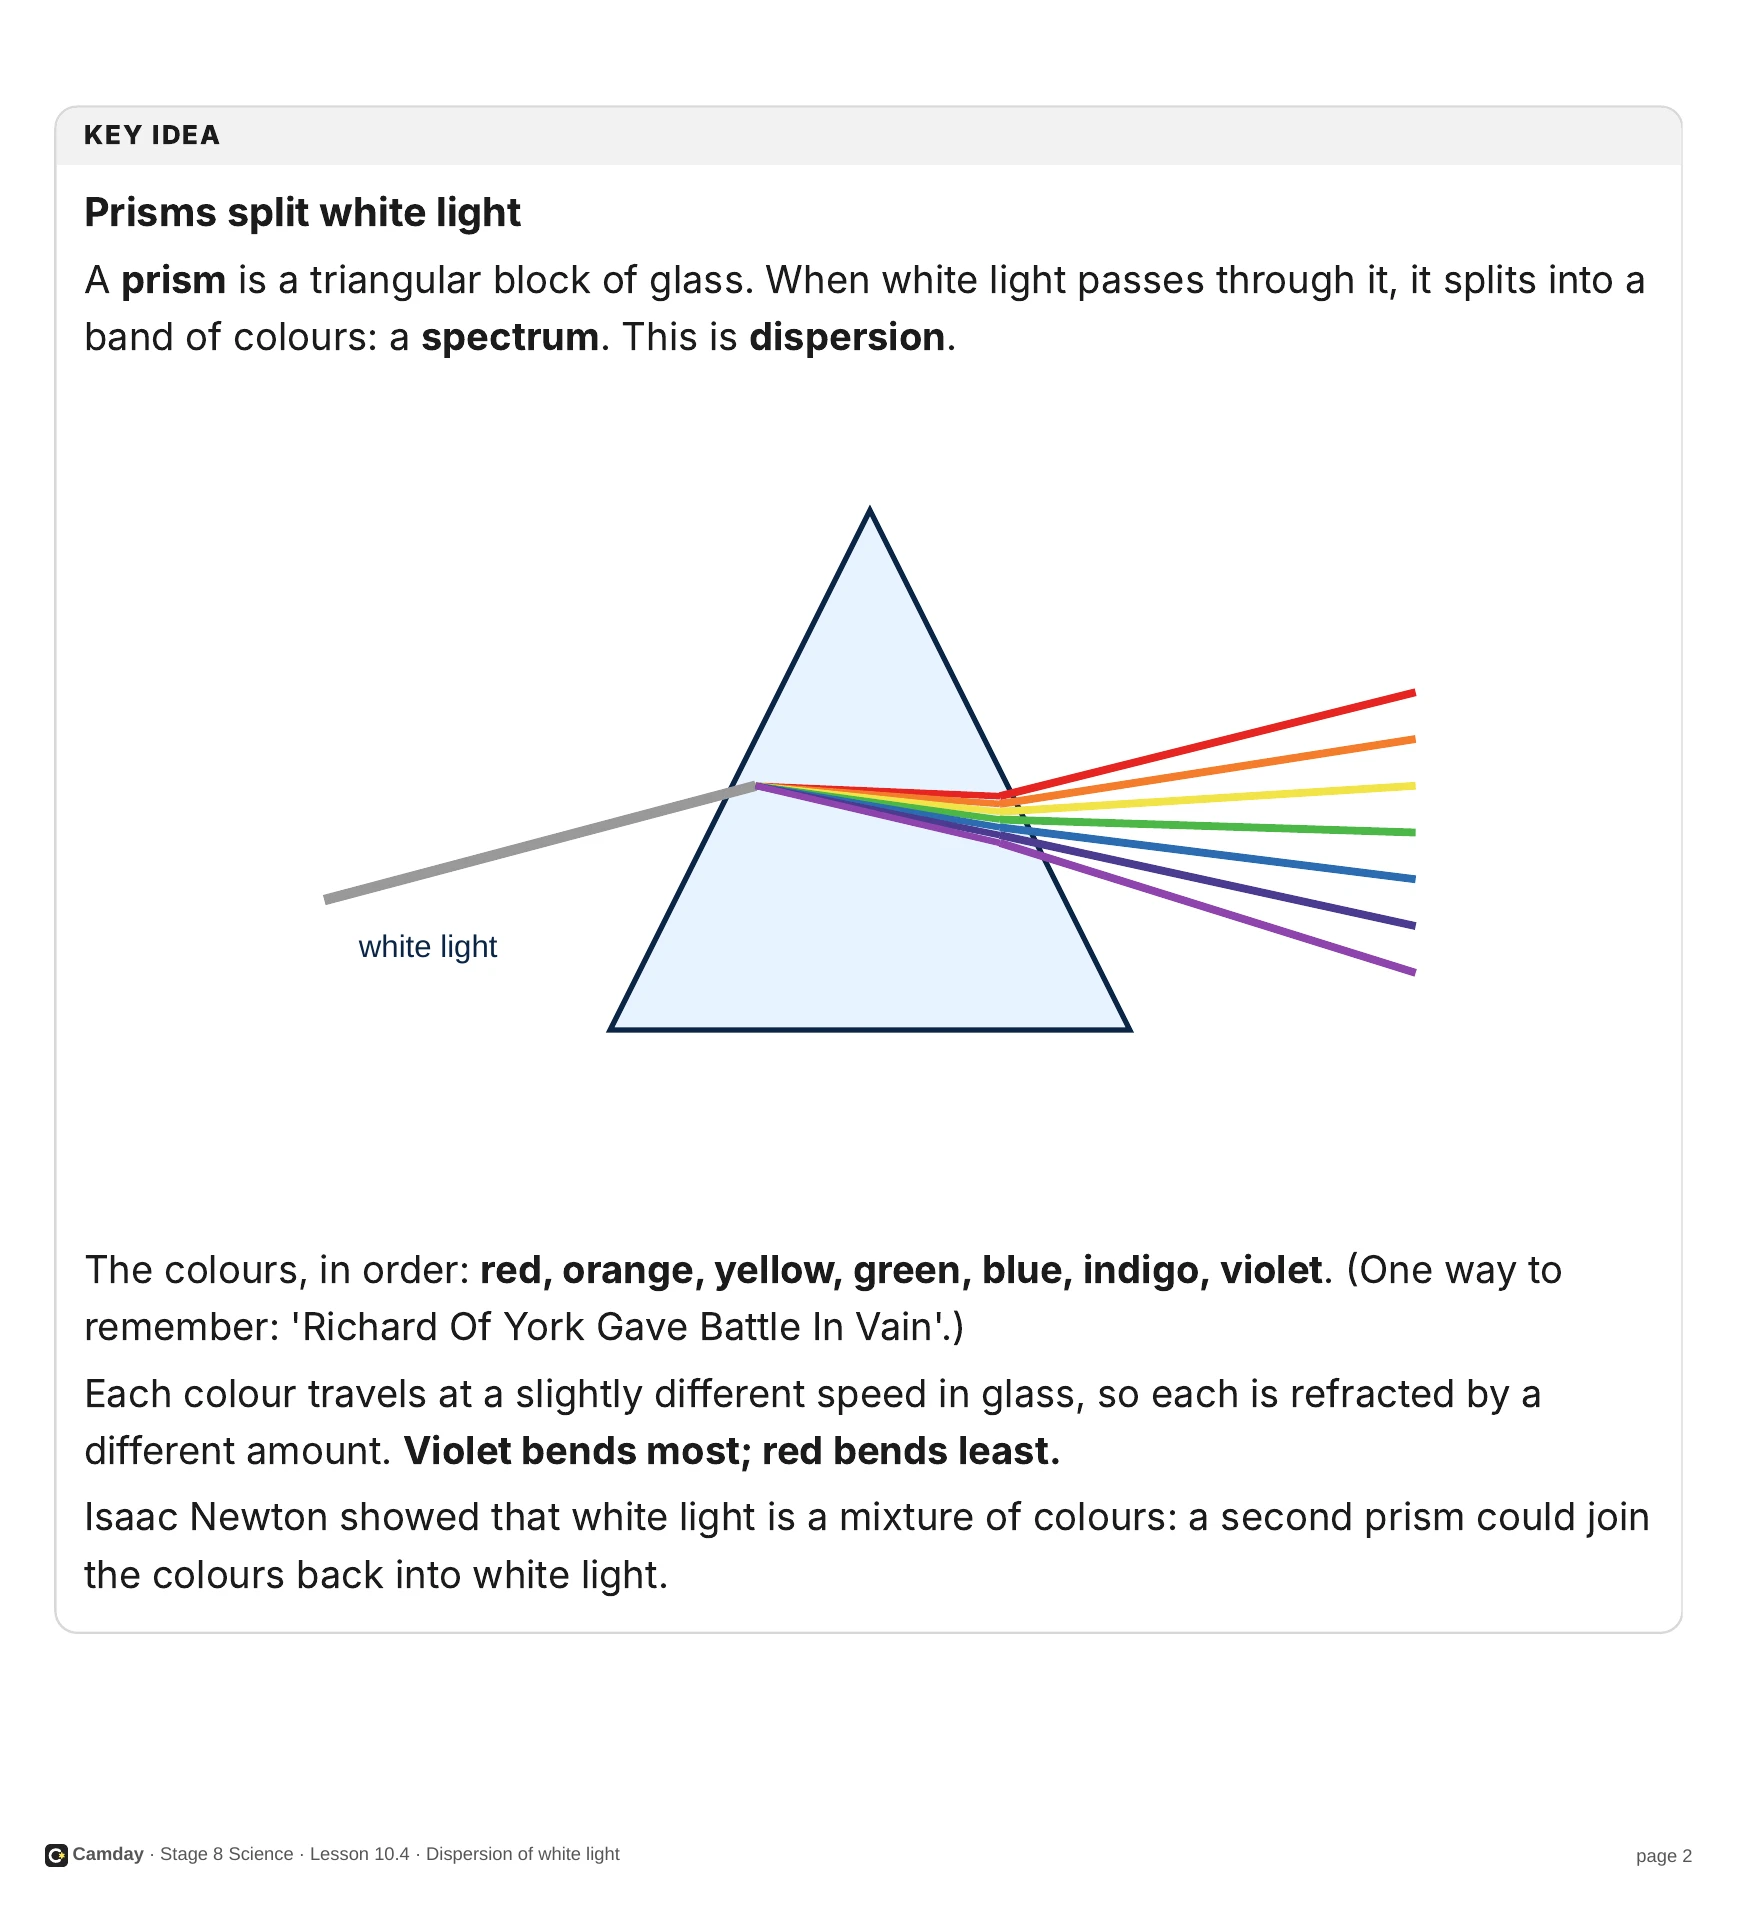 KEY IDEA
Prisms split white light
A prism is a triangular block of glass. When white light passes through it, it splits into a
band of colours: a spectrum. This is dispersion.
white light
The colours, in order: red, orange, yellow, green, blue, indigo, violet. (One way to
remember: 'Richard Of York Gave Battle In Vain'.)
Each colour travels at a slightly different speed in glass, so each is refracted by a
different amount. Violet bends most; red bends least.
Isaac Newton showed that white light is a mixture of colours: a second prism could join
the colours back into white light.
Camday · Stage 8 Science · Lesson 10.4 · Dispersion of white light
page 2